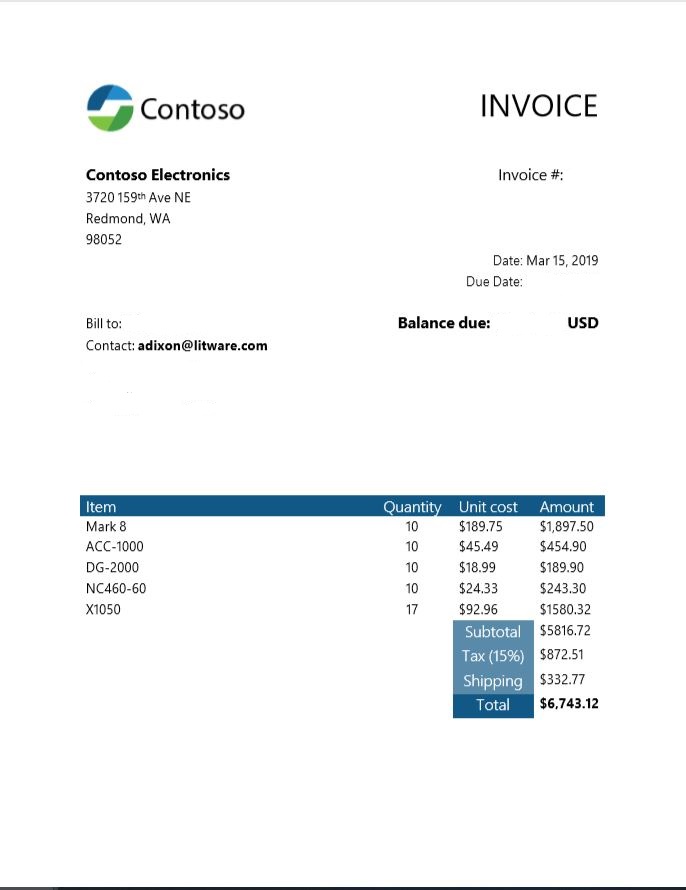 Contoso
INVOICE
Contoso Electronics
Invoice #:
3720 159th Ave NE
Redmond, WA
98052
Date: Mar 15, 2019
Due Date:
Bill to:
Balance due: USD
Contact: adixon@litware.com
Item Quantity Unit cost Amount
Mark 8 10 $189.75 $1,897.50
ACC-1000 10 $45.49 $454.90
DG-2000 10 $18.99 $189.90
NC460-60 10 $24.33 $243.30
X1050 17 $92.96 $1580.32
Subtotal $5816.72
Tax (15%) $872.51
Shipping $332.77
Total $6,743.12